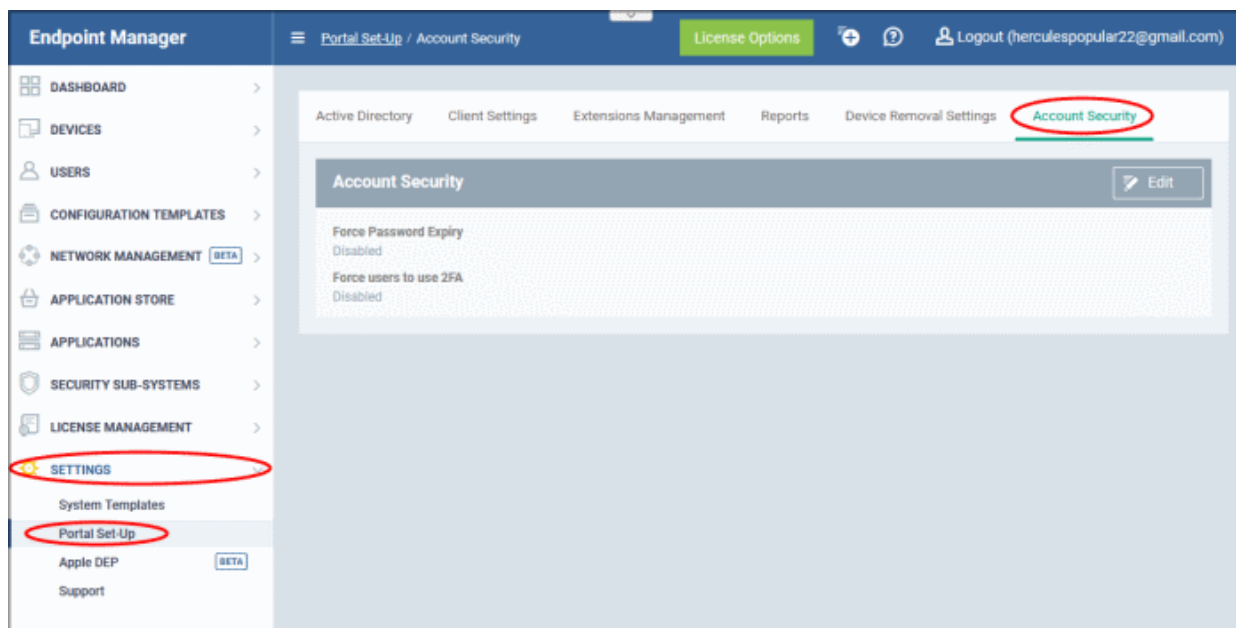 Endpoint Manager
Portal Set-Up / Account Security
License Options
Logout (herculespopular22@gmail.com)
DASHBOARD
DEVICES
USERS
CONFIGURATION TEMPLATES
NETWORK MANAGEMENT BETA
APPLICATION STORE
APPLICATIONS
SECURITY SUB-SYSTEMS
LICENSE MANAGEMENT
SETTINGS
System Templates
Portal Set-Up
Apple DEP BETA
Support
Active Directory Client Settings Extensions Management Reports Device Removal Settings Account Security
Account Security Edit
Force Password Expiry
Disabled
Force users to use 2FA
Disabled